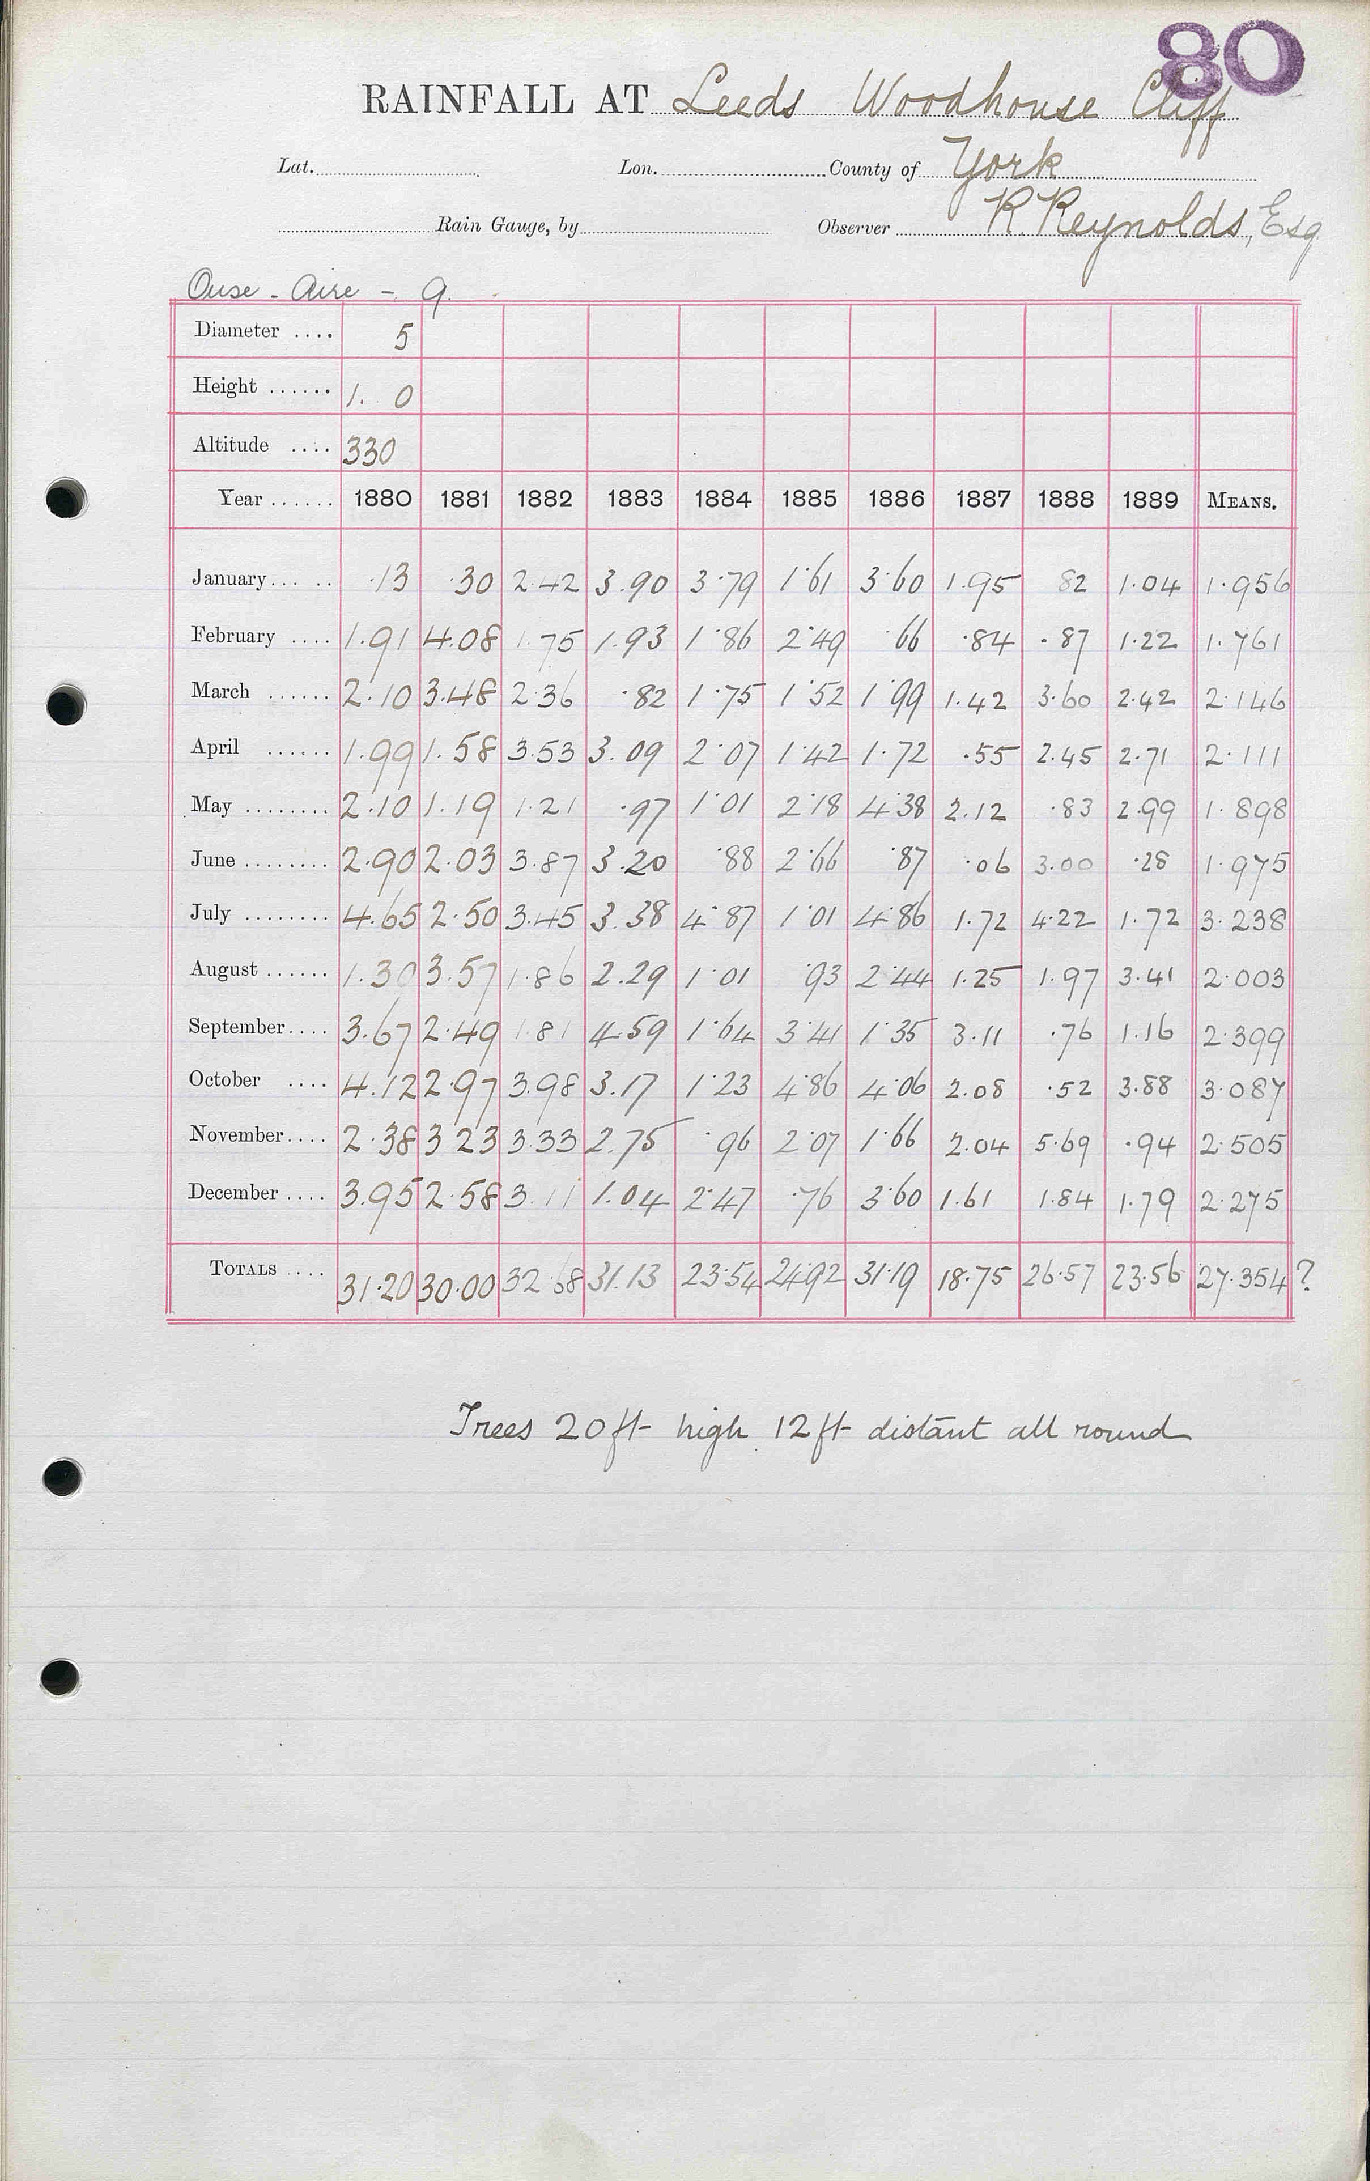 80
RAINFALL AT Leeds Woodhouse Cliff
Lat. Lon. County of York
Rain Gauge, by Observer R Reynolds, Esq
Ouse - Aire - 9.
Diameter .... 5
Height ...... 1. 0
Altitude .... 330
Year ...... 1880 1881 1882 1883 1884 1885 1886 1887 1888 1889 MEANS.
January... .. .13 .30 2.42 3.90 3.79 1.61 3.60 1.95 82 1.04 1.956
February .... 1.91 4.08 1.75 1.93 1.86 2.49 .66 .84 .87 1.22 1.761
March ...... 2.10 3.48 2.36 .82 1.75 1.52 1.99 1.42 3.60 2.42 2.146
April ...... 1.99 1.58 3.53 3.09 2.07 1.42 1.72 .55 2.45 2.71 2.111
May ........ 2.10 1.19 1.21 .97 1.01 2.18 4.38 2.12 .83 2.99 1.898
June ........ 2.90 2.03 3.87 3.20 .88 2.66 .87 .06 3.00 .28 1.975
July ........ 4.65 2.50 3.45 3.38 4.87 1.01 4.86 1.72 4.22 1.72 3.238
August ...... 1.30 3.57 1.86 2.29 1.01 .93 2.44 1.25 1.97 3.41 2.003
September.... 3.67 2.49 1.81 4.59 1.64 3.41 1.35 3.11 .76 1.16 2.399
October .... 4.12 2.97 3.98 3.17 1.23 4.86 4.06 2.08 .52 3.88 3.087
November.... 2.38 3 23 3.33 2.75 .96 2.07 1.66 2.04 5.69 .94 2.505
December .... 3.95 2.58 3.11 1.04 2.47 .76 3.60 1.61 1.84 1.79 2.275
TOTALS .... 31.20 30.00 32.68 31.13 23.54 24.92 31.19 18.75 26.57 23.56 27.354 ?
Trees 20 ft high 12 ft distant all round